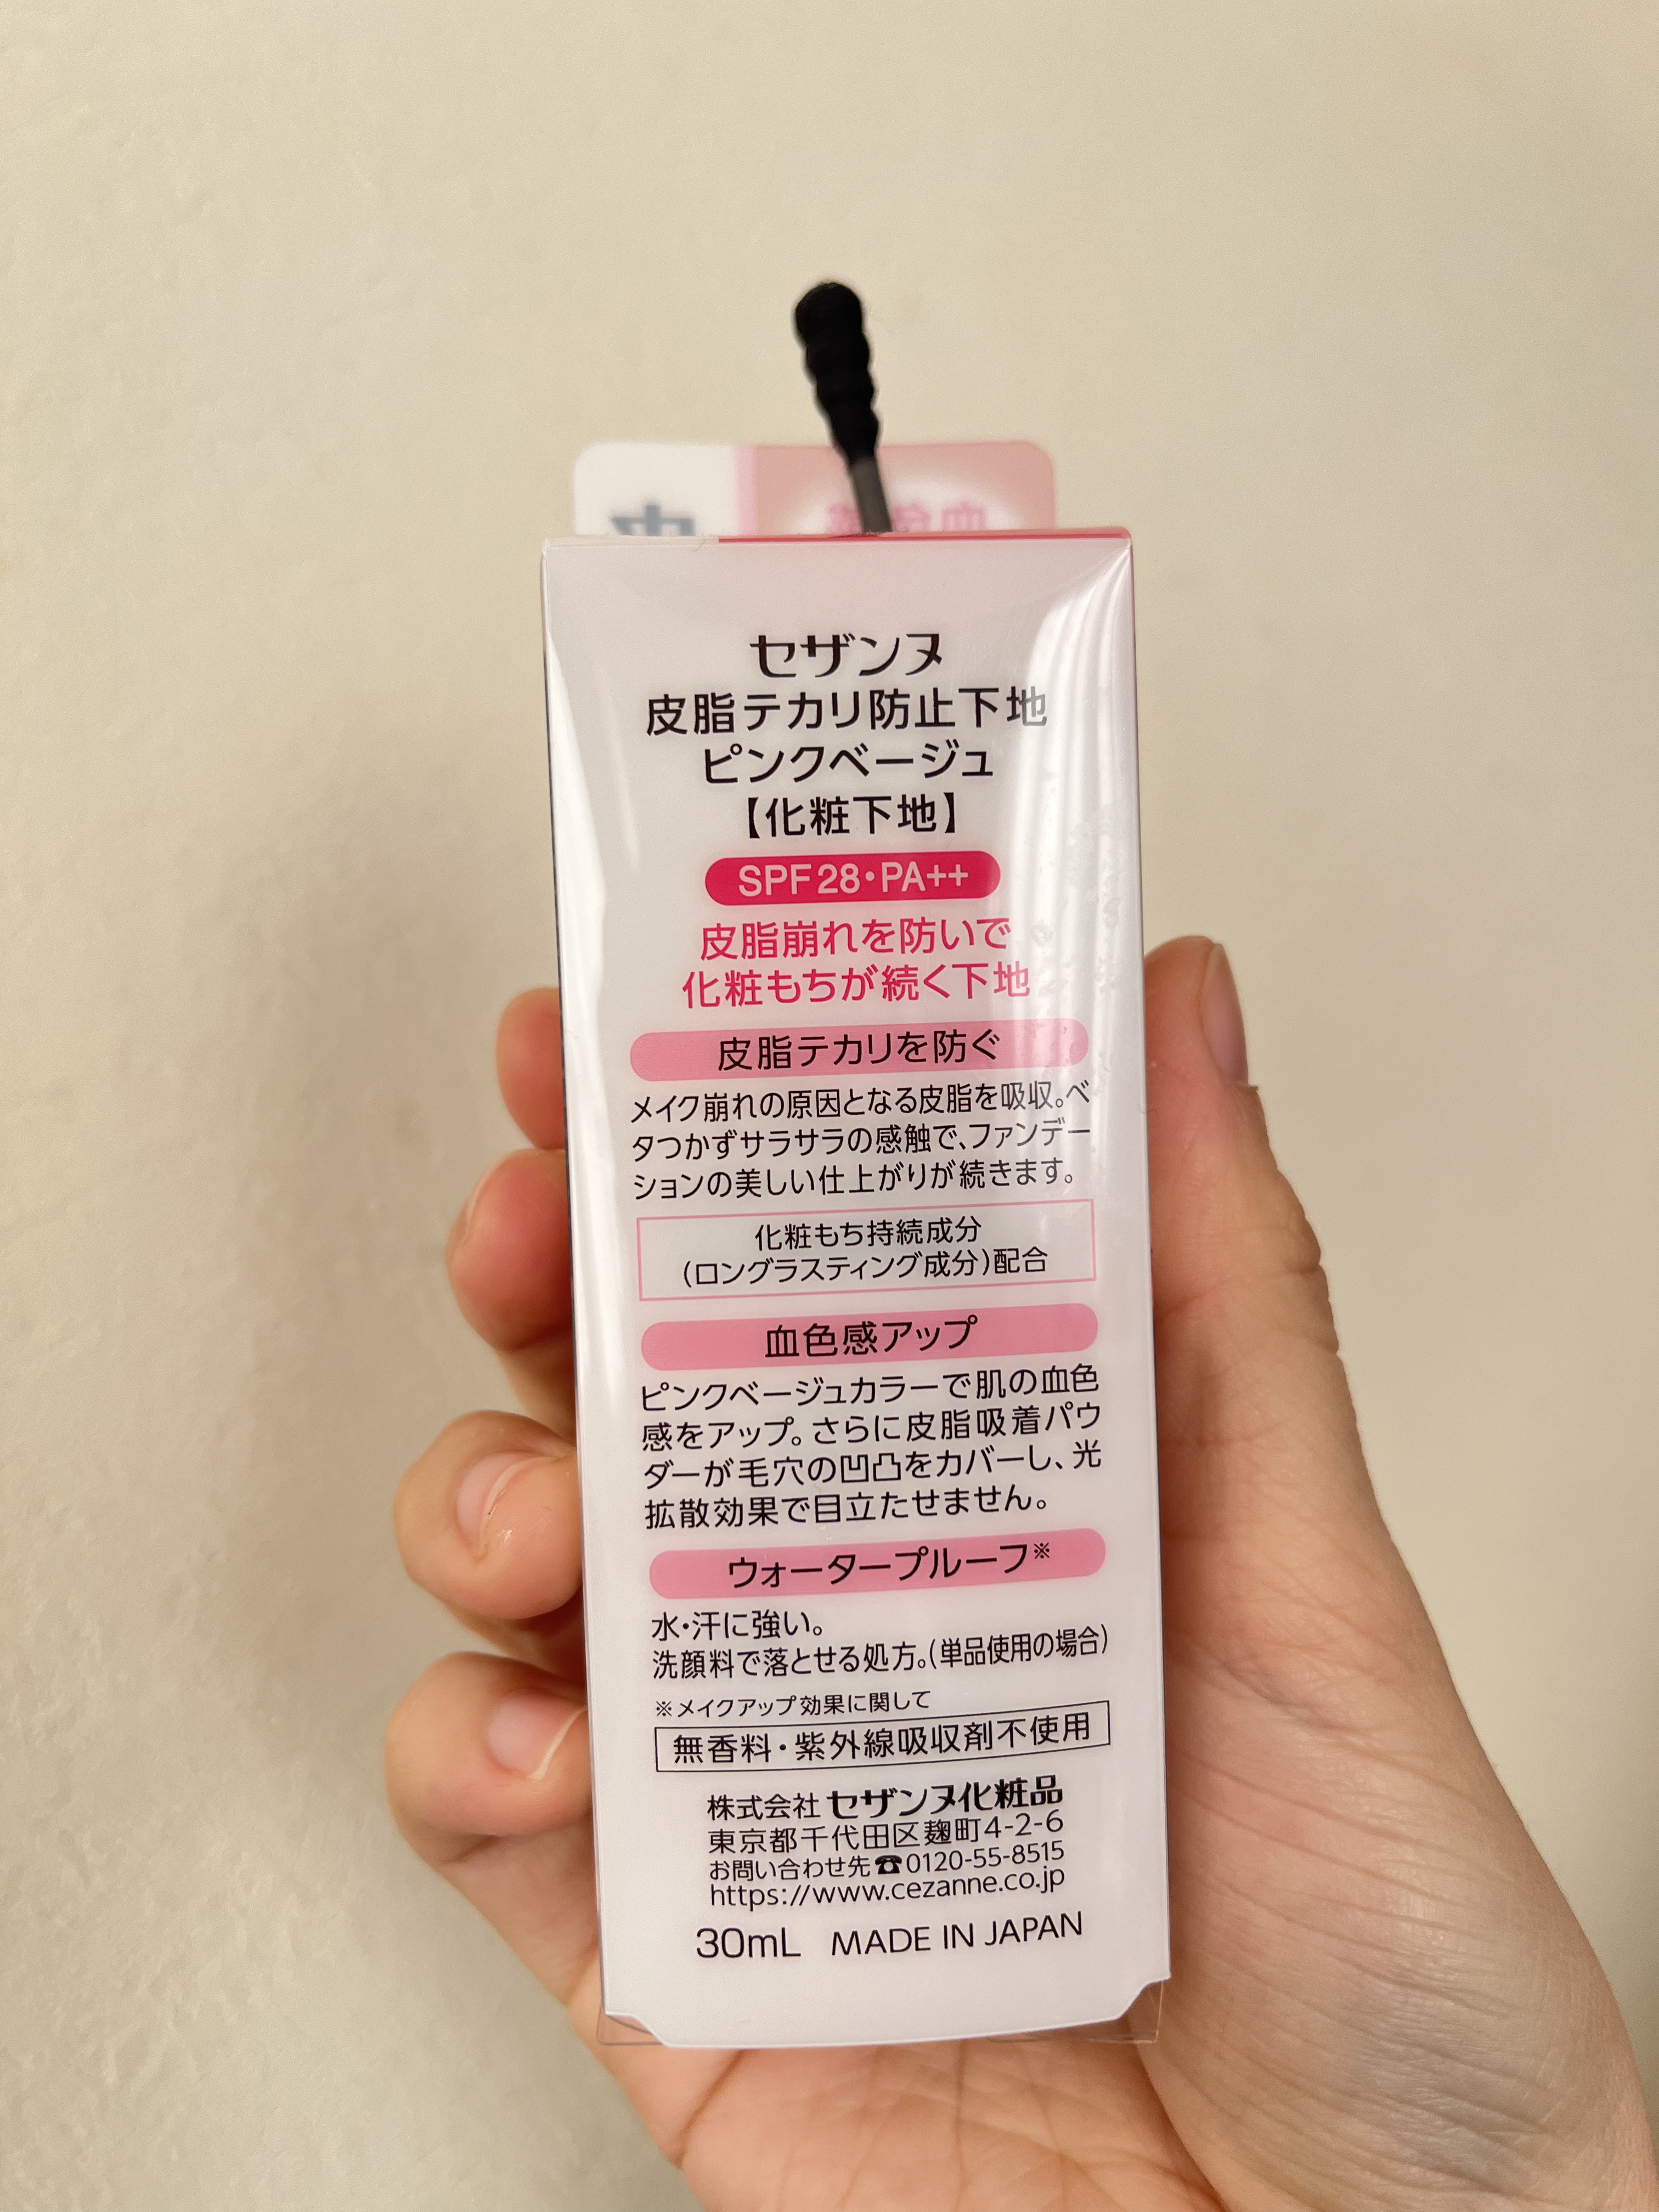 セザンヌ
皮脂テカリ防止下地
ピンクベージュ
【化粧下地】
SPF28・PA++
皮脂崩れを防いで
化粧もちが続く下地
皮脂テカリを防ぐ
メイク崩れの原因となる皮脂を吸収。ベ
タつかずサラサラの感触で、ファンデー
ションの美しい仕上がりが続きます。
化粧もち持続成分
(ロングラスティング成分)配合
血色感アップ
ピンクベージュカラーで肌の血色
感をアップ。さらに皮脂吸着パウ
ダーが毛穴の凹凸をカバーし、光
拡散効果で目立たせません。
ウォータープルーフ※
水・汗に強い。
洗顔料で落とせる処方。(単品使用の場合)
※メイクアップ効果に関して
無香料・紫外線吸収剤不使用
株式会社 セザンヌ化粧品
東京都千代田区麹町4-2-6
お問い合わせ先☎0120-55-8515
https://www.cezanne.co.jp
30mL MADE IN JAPAN